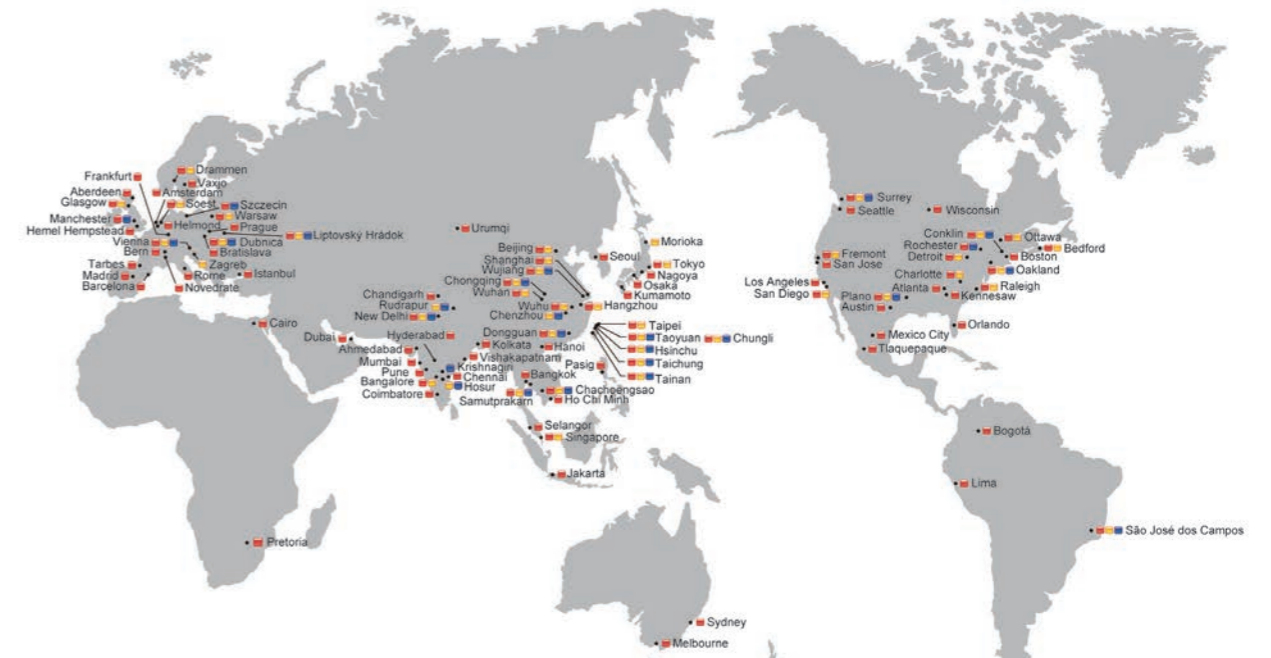 Drammen
Frankfurt
Vaxjo
Aberdeen
Amsterdam
Glasgow
Soest
Szczecin
Manchester
Warsaw
Hemel Hempstead
Helmond
Prague
Liptovský Hrádok
Vienna
Dubnica
Bern
Bratislava
Tarbes
Zagreb
Madrid
Rome
Istanbul
Barcelona
Novedrate
Urumqi
Beijing
Shanghai
Wujiang
Chongqing
Wuhan
Wuhu
Chenzhou
Hangzhou
Seoul
Morioka
Tokyo
Nagoya
Osaka
Kumamoto
Chandigarh
Rudrapur
New Delhi
Cairo
Dubai
Hyderabad
Ahmedabad
Mumbai
Pune
Bangalore
Coimbatore
Kolkata
Vishakapatnam
Krishnagiri
Chennai
Hosur
Dongguan
Hanoi
Taipei
Taoyuan
Chungli
Hsinchu
Taichung
Tainan
Pasig
Bangkok
Chachoengsao
Samutprakarn
Ho Chi Minh
Selangor
Singapore
Jakarta
Pretoria
Sydney
Melbourne
Surrey
Seattle
Wisconsin
Conklin
Ottawa
Rochester
Bedford
Detroit
Boston
Fremont
San Jose
Oakland
Charlotte
Los Angeles
Atlanta
Raleigh
San Diego
Plano
Kennesaw
Austin
Orlando
Mexico City
Tlaquepaque
Bogotá
Lima
São José dos Campos